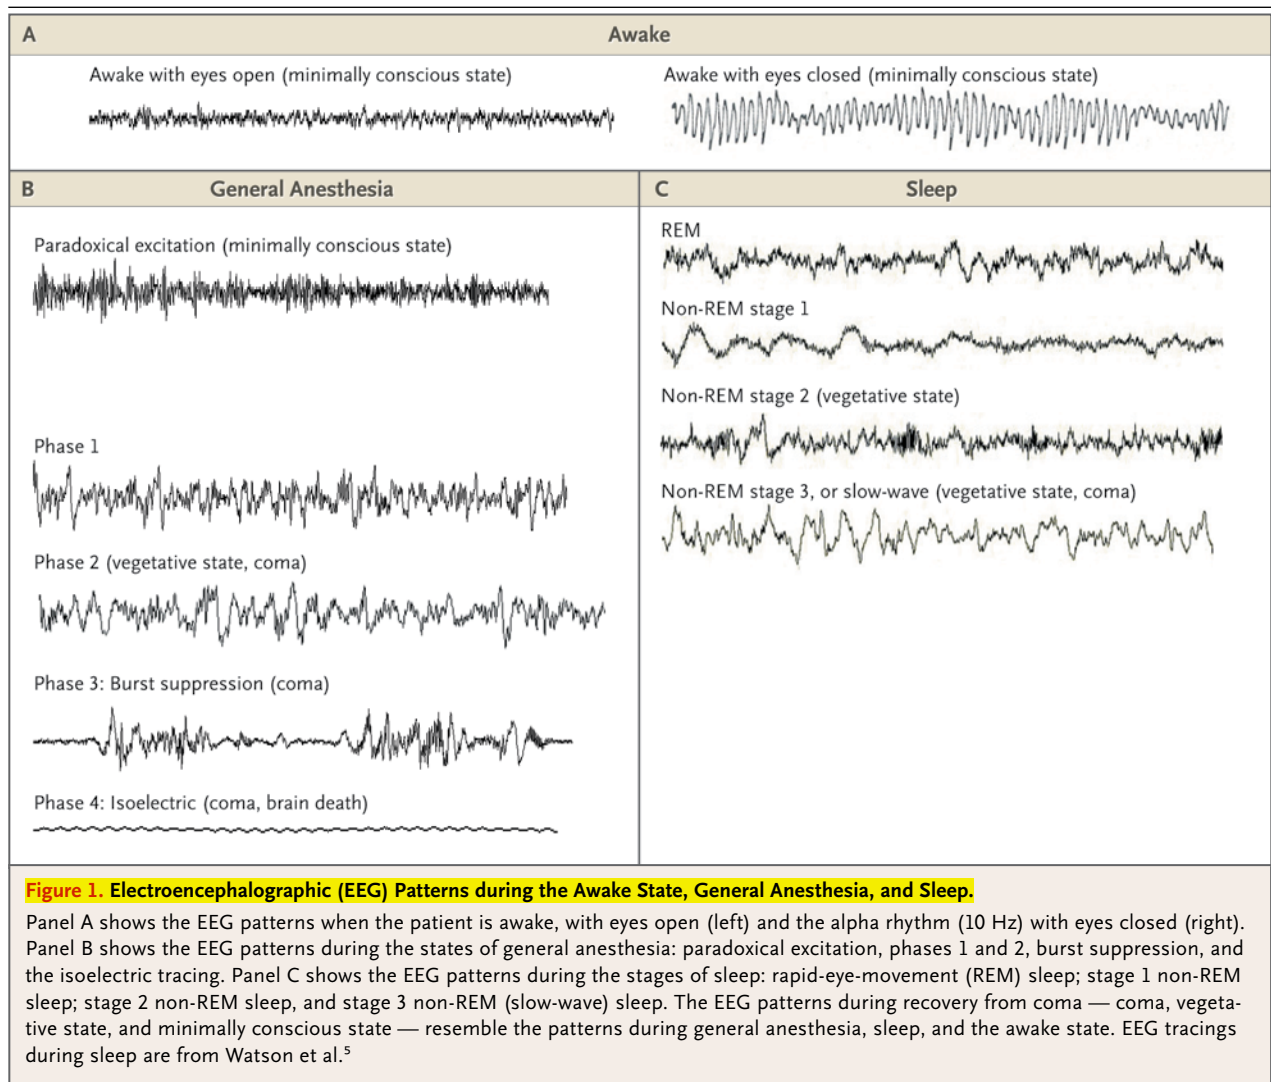 A
Awake
Awake with eyes open (minimally conscious state)
Awake with eyes closed (minimally conscious state)
B
General Anesthesia
Paradoxical excitation (minimally conscious state)
Phase 1
Phase 2 (vegetative state, coma)
Phase 3: Burst suppression (coma)
Phase 4: Isoelectric (coma, brain death)
C
Sleep
REM
Non-REM stage 1
Non-REM stage 2 (vegetative state)
Non-REM stage 3, or slow-wave (vegetative state, coma)
Figure 1. Electroencephalographic (EEG) Patterns during the Awake State, General Anesthesia, and Sleep.
Panel A shows the EEG patterns when the patient is awake, with eyes open (left) and the alpha rhythm (10 Hz) with eyes closed (right).
Panel B shows the EEG patterns during the states of general anesthesia: paradoxical excitation, phases 1 and 2, burst suppression, and
the isoelectric tracing. Panel C shows the EEG patterns during the stages of sleep: rapid-eye-movement (REM) sleep; stage 1 non-REM
sleep; stage 2 non-REM sleep, and stage 3 non-REM (slow-wave) sleep. The EEG patterns during recovery from coma — coma, vegeta-
tive state, and minimally conscious state — resemble the patterns during general anesthesia, sleep, and the awake state. EEG tracings
during sleep are from Watson et al.⁵